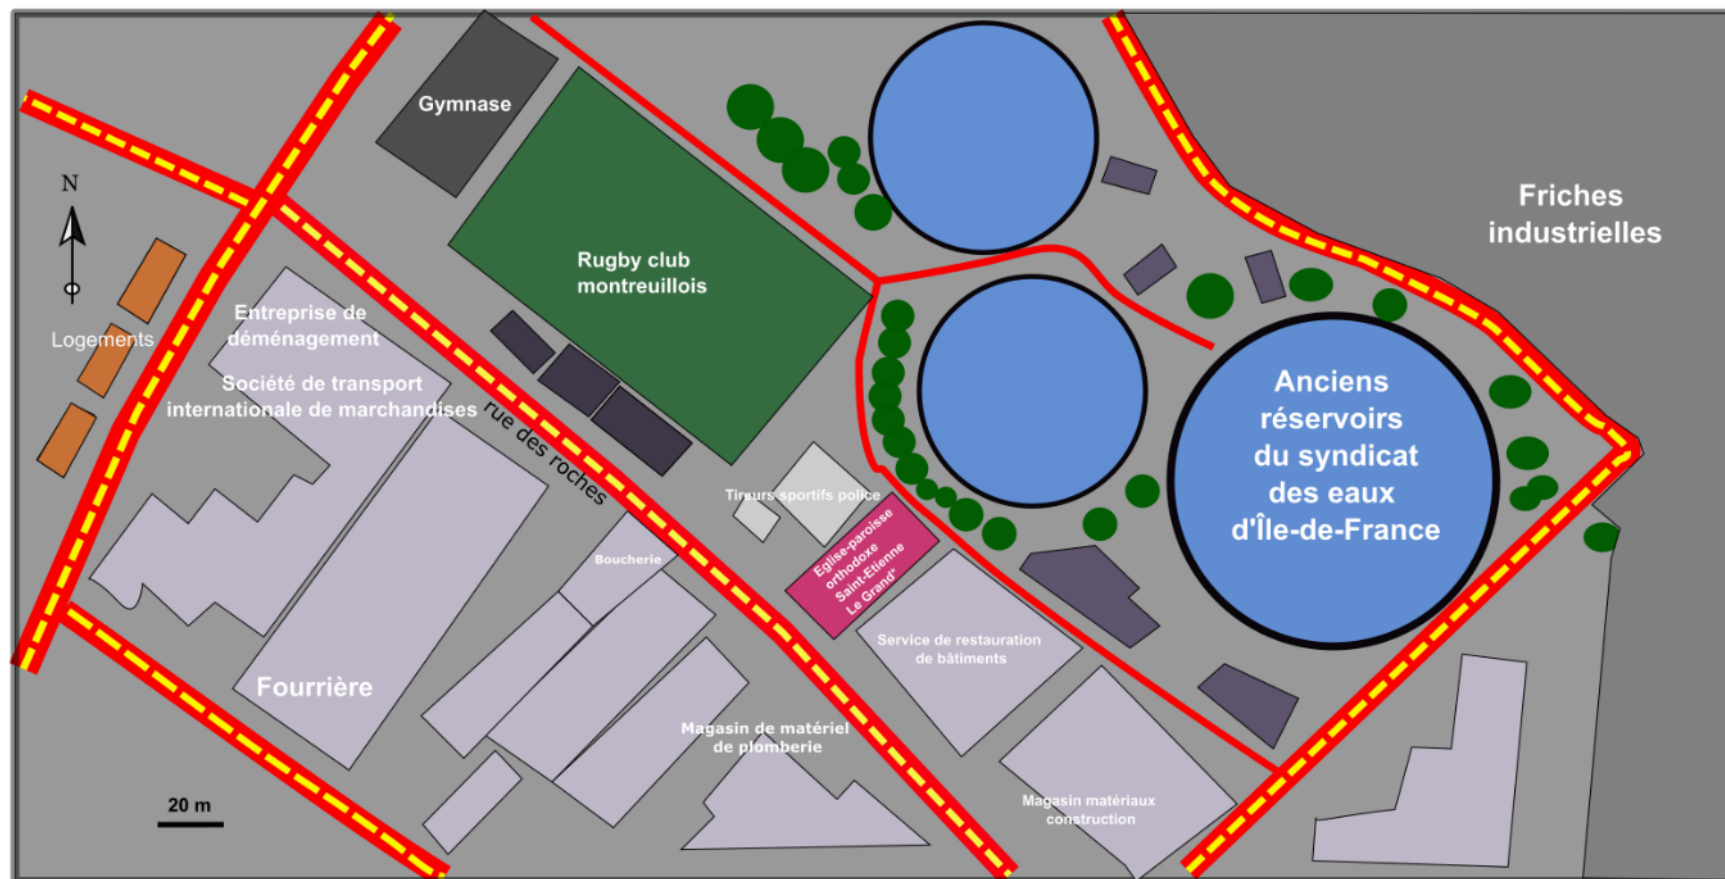 Gymnase
N
Friches
industrielles
Rugby club
montreuillois
Entreprise de
déménagement
Logements
Société de transport
internationale de marchandises
rue des roches
Anciens
réservoirs
du syndicat
des eaux
d'Île-de-France
Tireurs sportifs police
Eglise-paroisse
orthodoxe
Saint-Etienne
Le Grand"
Boucherie
Service de restauration
de bâtiments
Fourrière
Magasin de matériel
de plomberie
20 m
Magasin matériaux
construction